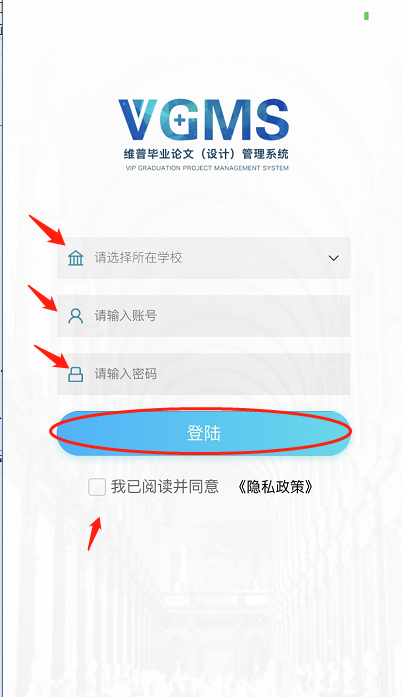 VGMS
维普毕业论文（设计）管理系统
VIP GRADUATION PROJECT MANAGEMENT SYSTEM
请选择所在学校
请输入账号
请输入密码
登陆
我已阅读并同意 《隐私政策》